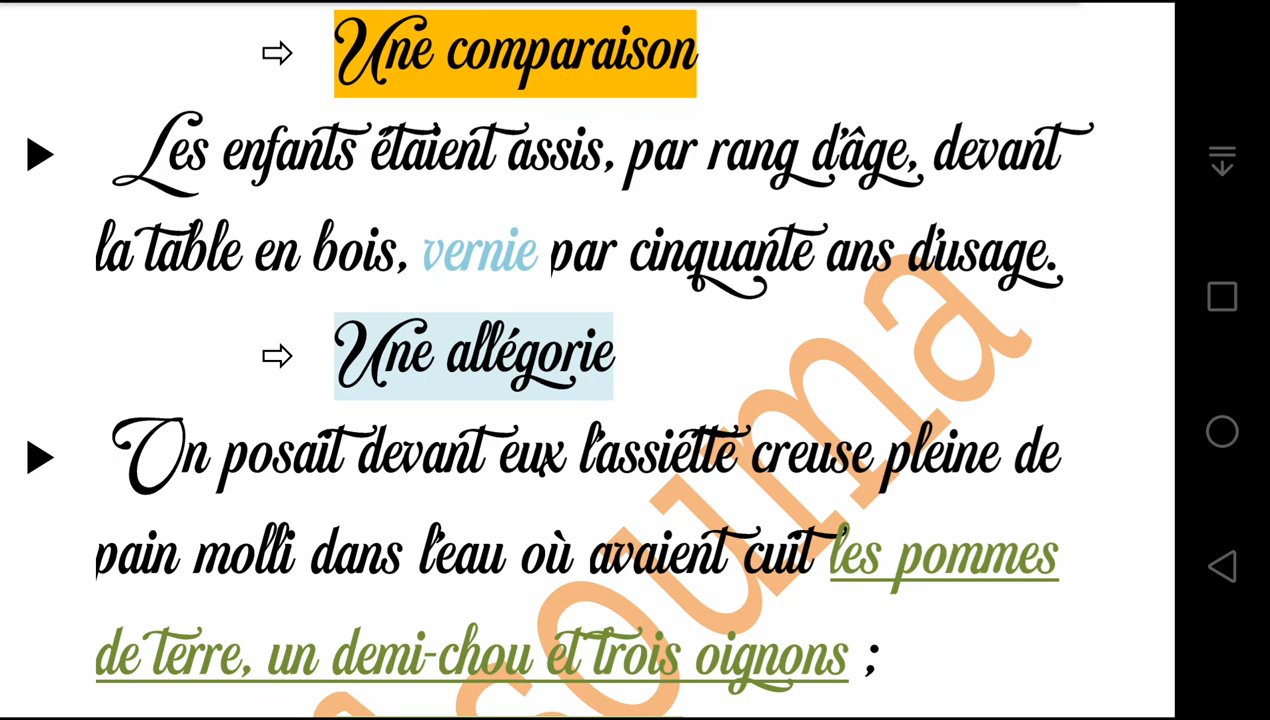 ⇨ Une comparaison
▶ Les enfants étaient assis, par rang d'âge, devant
la table en bois, vernie par cinquante ans d'usage.
⇨ Une allégorie
▶ On posait devant eux l'assiette creuse pleine de
pain molli dans l'eau où avaient cuit les pommes
de terre, un demi-chou et trois oignons ;
souma